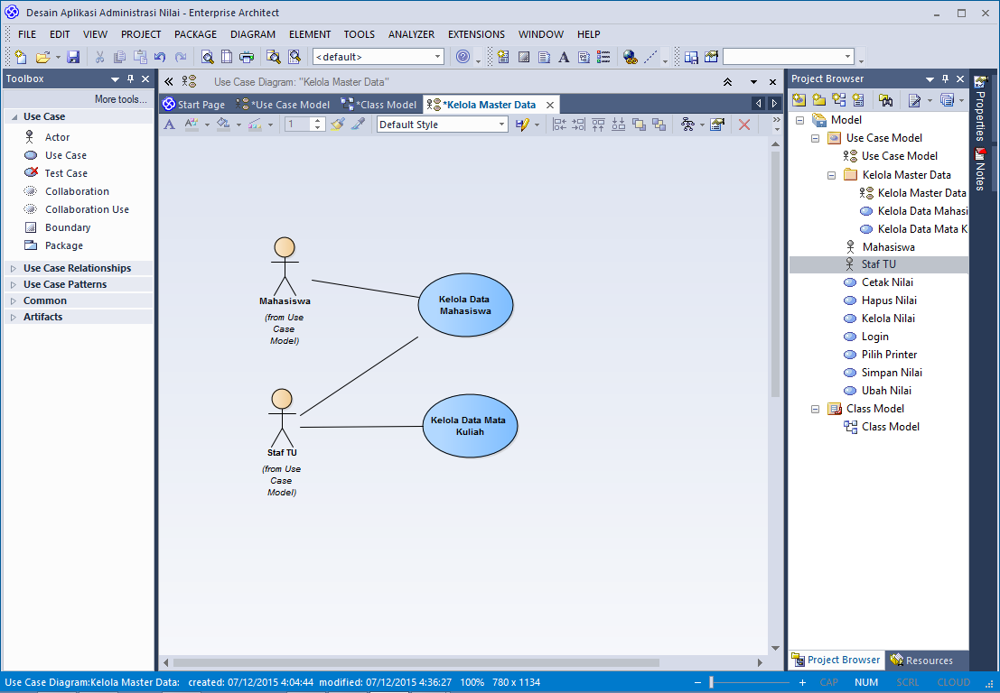 Desain Aplikasi Administrasi Nilai - Enterprise Architect
FILE EDIT VIEW PROJECT PACKAGE DIAGRAM ELEMENT TOOLS ANALYZER EXTENSIONS WINDOW HELP
<default>
Toolbox
More tools...
Use Case
Actor
Use Case
Test Case
Collaboration
Collaboration Use
Boundary
Package
Use Case Relationships
Use Case Patterns
Common
Artifacts
Use Case Diagram: "Kelola Master Data"
Start Page *Use Case Model *Class Model *Kelola Master Data
A 1 Default Style
Mahasiswa
(from Use
Case
Model)
Kelola Data
Mahasiswa
Staf TU
(from Use
Case
Model)
Kelola Data Mata
Kuliah
Project Browser
Model
Use Case Model
Use Case Model
Kelola Master Data
Kelola Master Data
Kelola Data Mahasi
Kelola Data Mata K
Mahasiswa
Staf TU
Cetak Nilai
Hapus Nilai
Kelola Nilai
Login
Pilih Printer
Simpan Nilai
Ubah Nilai
Class Model
Class Model
Project Browser Resources
Properties
Notes
Use Case Diagram:Kelola Master Data: created: 07/12/2015 4:04:44 modified: 07/12/2015 4:36:27 100% 780 x 1134 CAP NUM SCRL CLOUD